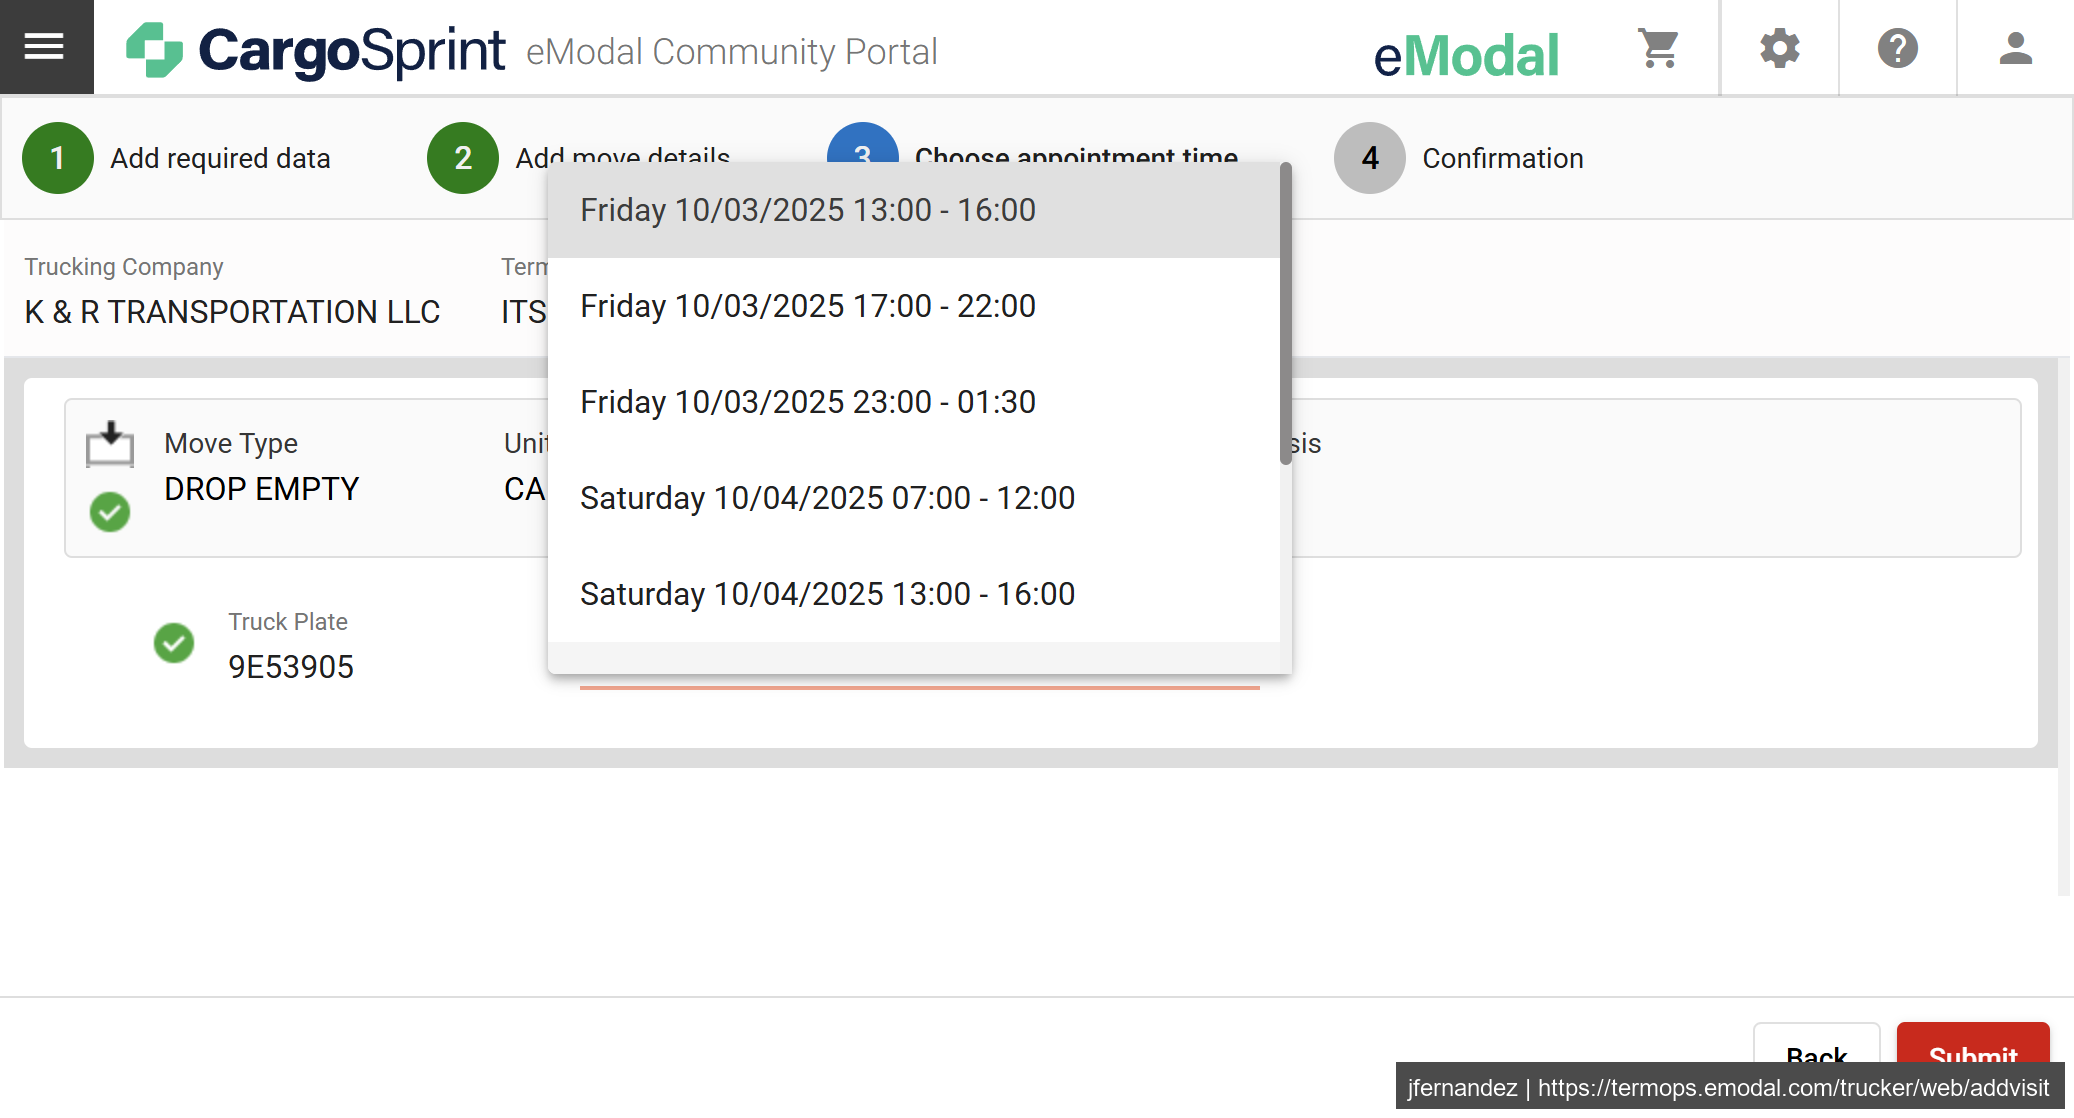 CargoSprint eModal Community Portal
eModal
1 Add required data
2 Add move details
3 Choose appointment time
4 Confirmation
Friday 10/03/2025 13:00 - 16:00
Friday 10/03/2025 17:00 - 22:00
Friday 10/03/2025 23:00 - 01:30
Saturday 10/04/2025 07:00 - 12:00
Saturday 10/04/2025 13:00 - 16:00
Trucking Company
K & R TRANSPORTATION LLC
Term
ITS
Move Type
DROP EMPTY
Unit
CA
sis
Truck Plate
9E53905
Back
Submit
jfernandez | https://termops.emodal.com/trucker/web/addvisit